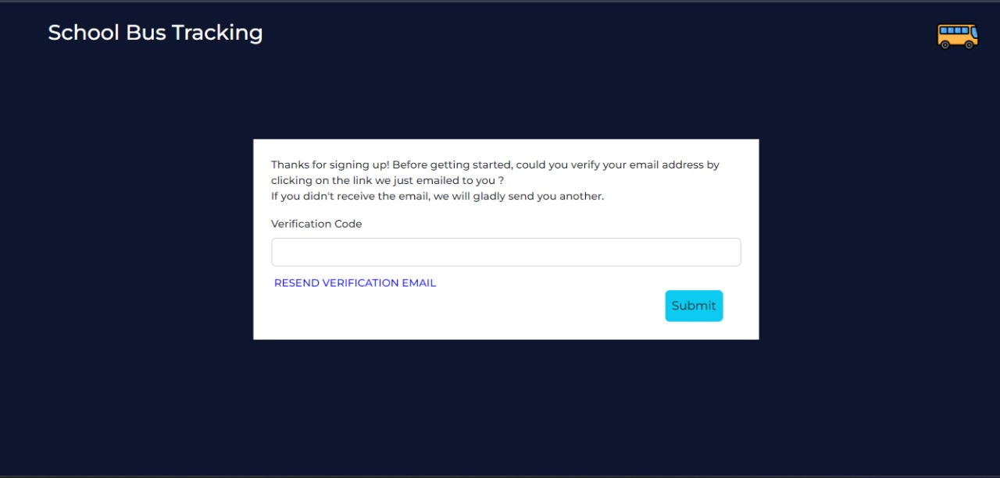 School Bus Tracking
Thanks for signing up! Before getting started, could you verify your email address by
clicking on the link we just emailed to you ?
If you didn't receive the email, we will gladly send you another.
Verification Code
RESEND VERIFICATION EMAIL
Submit